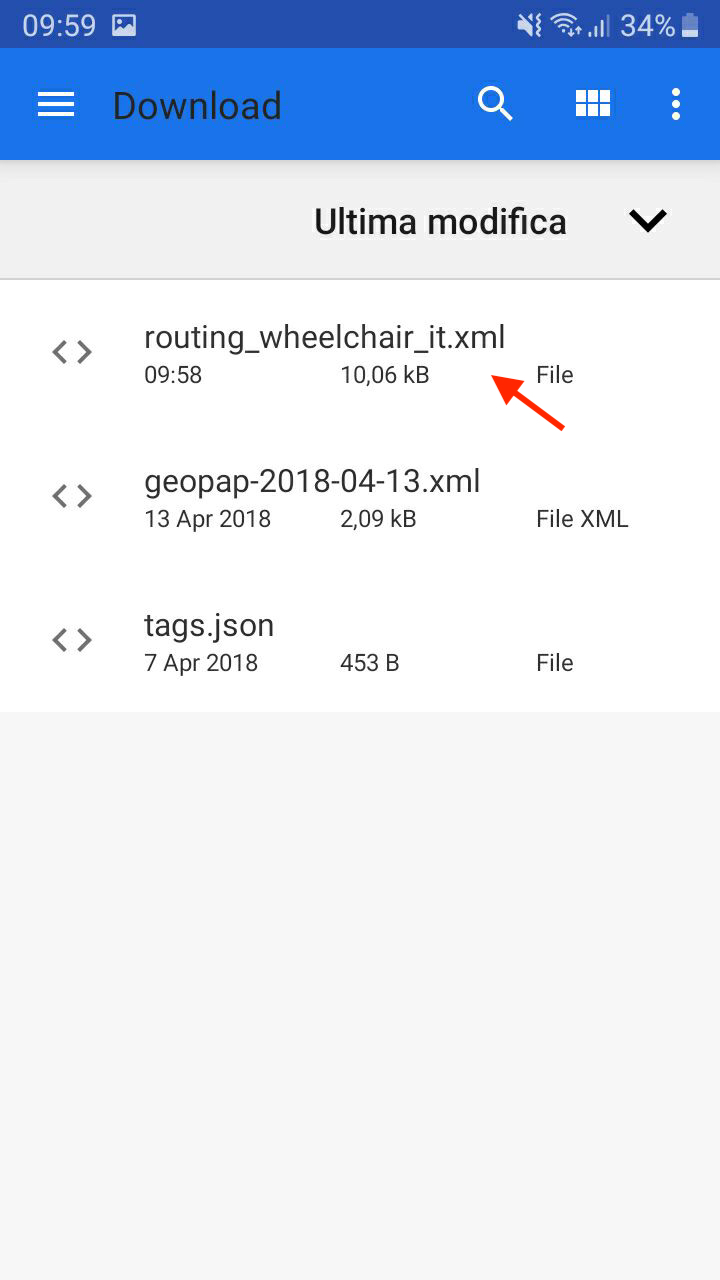 09:59 34%
Download
Ultima modifica
routing_wheelchair_it.xml
09:58 10,06 kB File
geopap-2018-04-13.xml
13 Apr 2018 2,09 kB File XML
tags.json
7 Apr 2018 453 B File